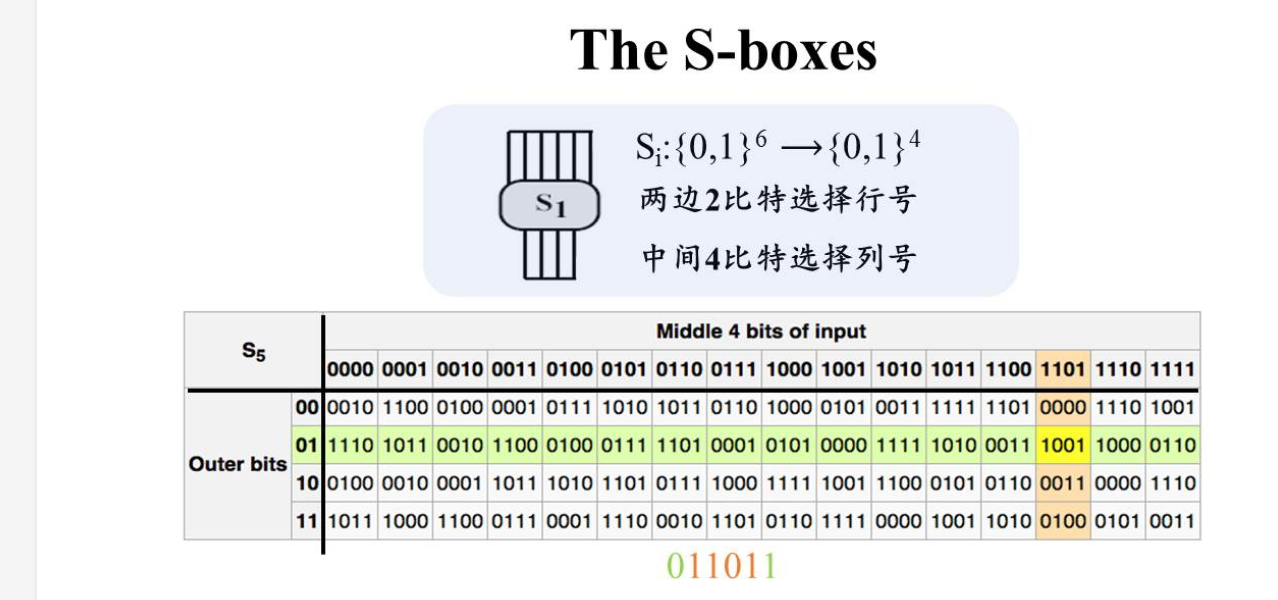 The S-boxes
Si:{0,1}6 →{0,1}4
S1
两边2比特选择行号
中间4比特选择列号
S5
Middle 4 bits of input
0000 0001 0010 0011 0100 0101 0110 0111 1000 1001 1010 1011 1100 1101 1110 1111
Outer bits
00 0010 1100 0100 0001 0111 1010 1011 0110 1000 0101 0011 1111 1101 0000 1110 1001
01 1110 1011 0010 1100 0100 0111 1101 0001 0101 0000 1111 1010 0011 1001 1000 0110
10 0100 0010 0001 1011 1010 1101 0111 1000 1111 1001 1100 0101 0110 0011 0000 1110
11 1011 1000 1100 0111 0001 1110 0010 1101 0110 1111 0000 1001 1010 0100 0101 0011
011011